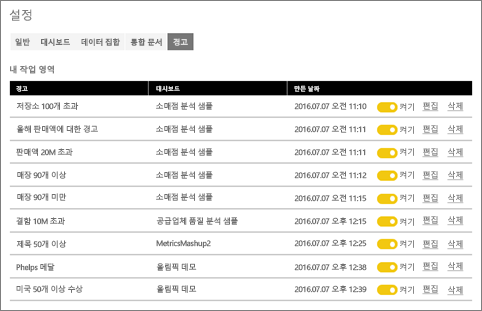 설정
일반 대시보드 데이터 집합 통합 문서 경고
내 작업 영역
경고 대시보드 만든 날짜
저장소 100개 초과 소매점 분석 샘플 2016.07.07 오전 11:10 켜기 편집 삭제
올해 판매액에 대한 경고 소매점 분석 샘플 2016.07.07 오전 11:11 켜기 편집 삭제
판매액 20M 초과 소매점 분석 샘플 2016.07.07 오전 11:11 켜기 편집 삭제
매장 90개 이상 소매점 분석 샘플 2016.07.07 오전 11:12 켜기 편집 삭제
매장 90개 미만 소매점 분석 샘플 2016.07.07 오전 11:15 켜기 편집 삭제
결함 10M 초과 공급업체 품질 분석 샘플 2016.07.07 오후 12:15 켜기 편집 삭제
제목 50개 이상 MetricsMashup2 2016.07.07 오후 12:25 켜기 편집 삭제
Phelps 메달 올림픽 데모 2016.07.07 오후 12:38 켜기 편집 삭제
미국 50개 이상 수상 올림픽 데모 2016.07.07 오후 12:39 켜기 편집 삭제